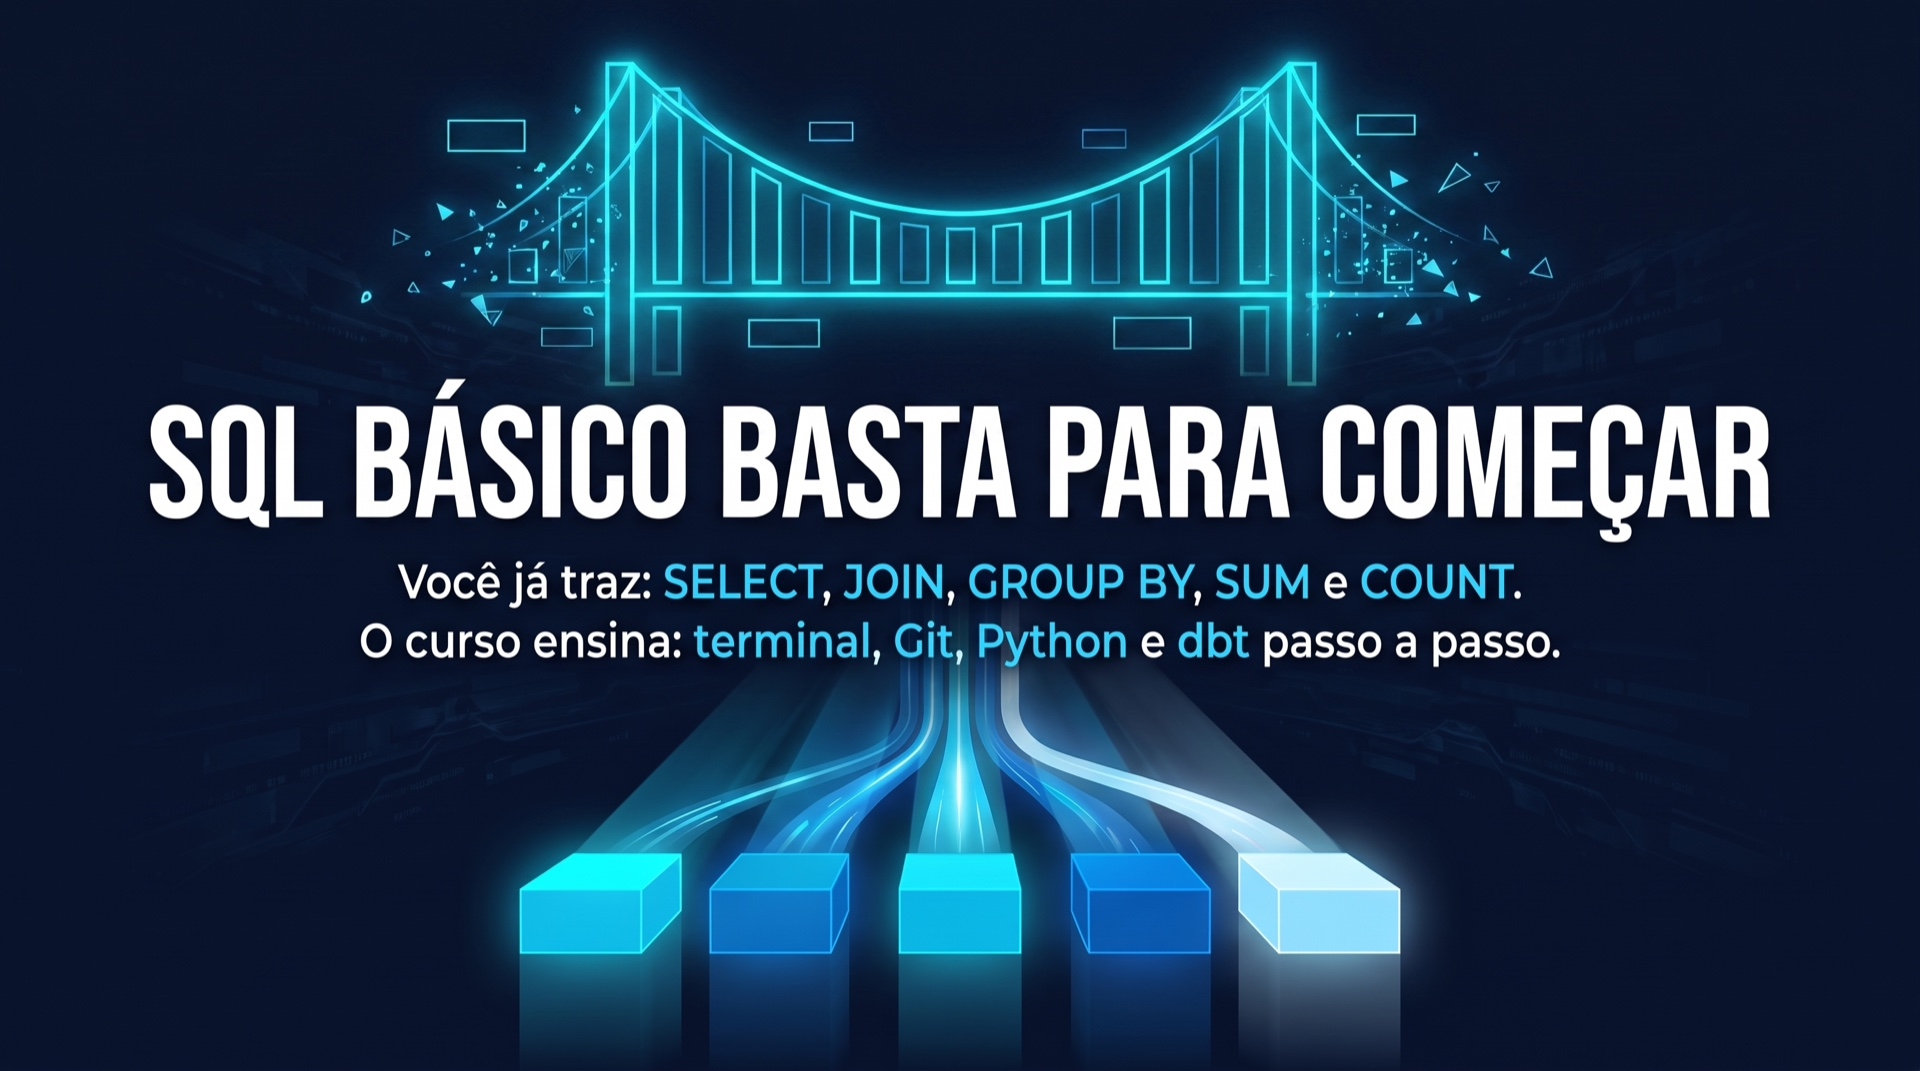 SQL BÁSICO BASTA PARA COMEÇAR
Você já traz: SELECT, JOIN, GROUP BY, SUM e COUNT.
O curso ensina: terminal, Git, Python e dbt passo a passo.